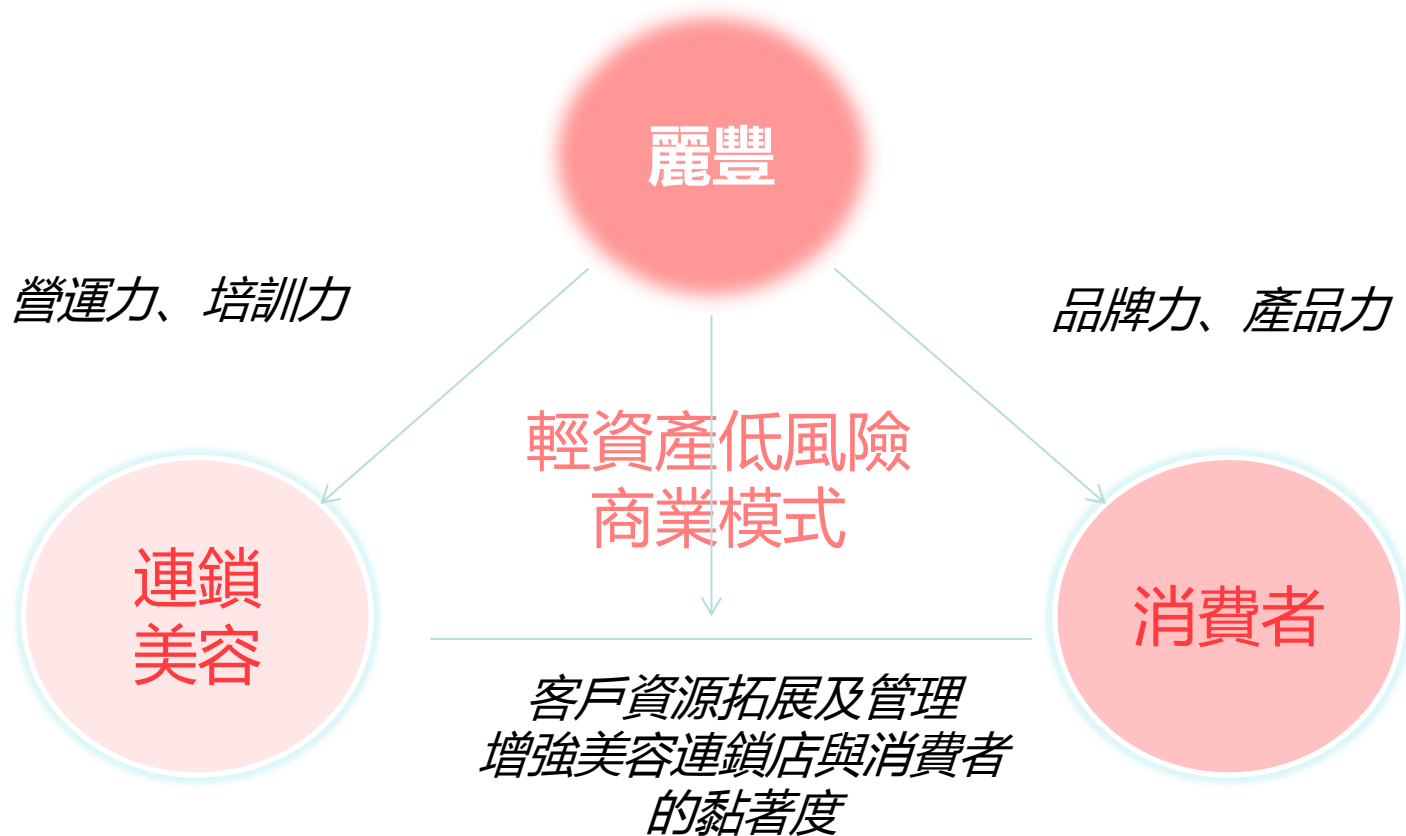 麗豐
營運力、培訓力
品牌力、產品力
輕資產低風險
商業模式
連鎖
美容
消費者
客戶資源拓展及管理
增強美容連鎖店與消費者
的黏著度